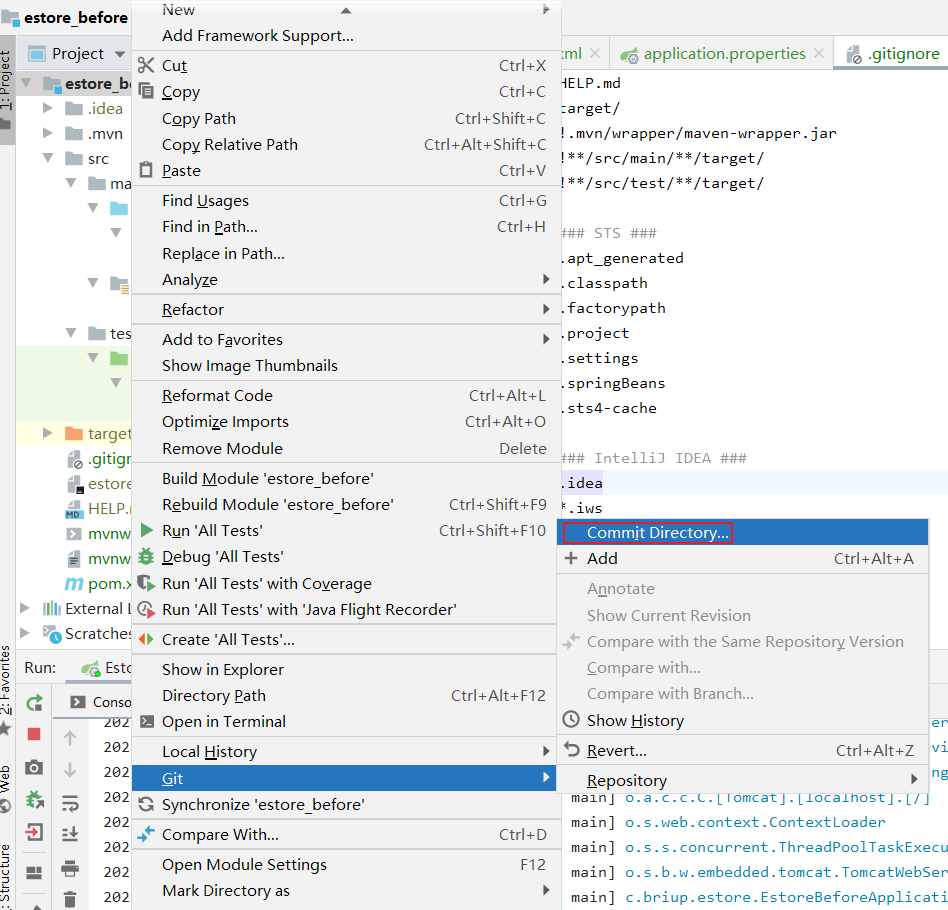 estore_before
Project
1: Project
estore_b
.idea
.mvn
src
ma
tes
target
.gitign
estore
HELP.m
mvnw
mvnw
pom.x
External L
Scratches
New
Add Framework Support...
Cut Ctrl+X
Copy Ctrl+C
Copy Path Ctrl+Shift+C
Copy Relative Path Ctrl+Alt+Shift+C
Paste Ctrl+V
Find Usages Ctrl+G
Find in Path... Ctrl+H
Replace in Path...
Analyze
Refactor
Add to Favorites
Show Image Thumbnails
Reformat Code Ctrl+Alt+L
Optimize Imports Ctrl+Alt+O
Remove Module Delete
Build Module 'estore_before'
Rebuild Module 'estore_before' Ctrl+Shift+F9
Run 'All Tests' Ctrl+Shift+F10
Debug 'All Tests'
Run 'All Tests' with Coverage
Run 'All Tests' with 'Java Flight Recorder'
Create 'All Tests'...
Show in Explorer
Directory Path Ctrl+Alt+F12
Open in Terminal
Local History
Git
Synchronize 'estore_before'
Compare With... Ctrl+D
Open Module Settings F12
Mark Directory as
ml application.properties .gitignore
HELP.md
target/
!.mvn/wrapper/maven-wrapper.jar
!**/src/main/**/target/
!**/src/test/**/target/
### STS ###
.apt_generated
.classpath
.factorypath
.project
.settings
.springBeans
.sts4-cache
### IntelliJ IDEA ###
.idea
*.iws
Commit Directory...
Add Ctrl+Alt+A
Annotate
Show Current Revision
Compare with the Same Repository Version
Compare with...
Compare with Branch...
Show History
Revert... Ctrl+Alt+Z
Repository
2: Favorites
Web
Structure
Run: Esto
Conso
202
202
202
202
202
202
202
202
er
vi
ng
main] o.a.c.c.C.[Tomcat].[localhost].[/]
main] o.s.web.context.ContextLoader
main] o.s.s.concurrent.ThreadPoolTaskExecu
main] o.s.b.w.embedded.tomcat.TomcatWebSer
main] c.briup.estore.EstoreBeforeApplicati